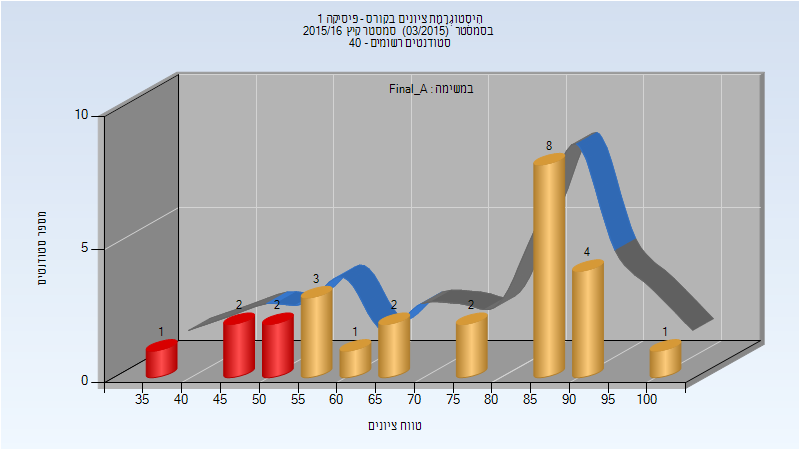 היסטוגרמת ציונים בקורס - פיסיקה 1
בסמסטר (03/2015) סמסטר קיץ 2015/16
סטודנטים רשומים - 40
במשימה : Final_A
מספר סטודנטים
10
5
0
1
2
2
3
1
2
2
8
4
1
35 40 45 50 55 60 65 70 75 80 85 90 95 100
טווח ציונים